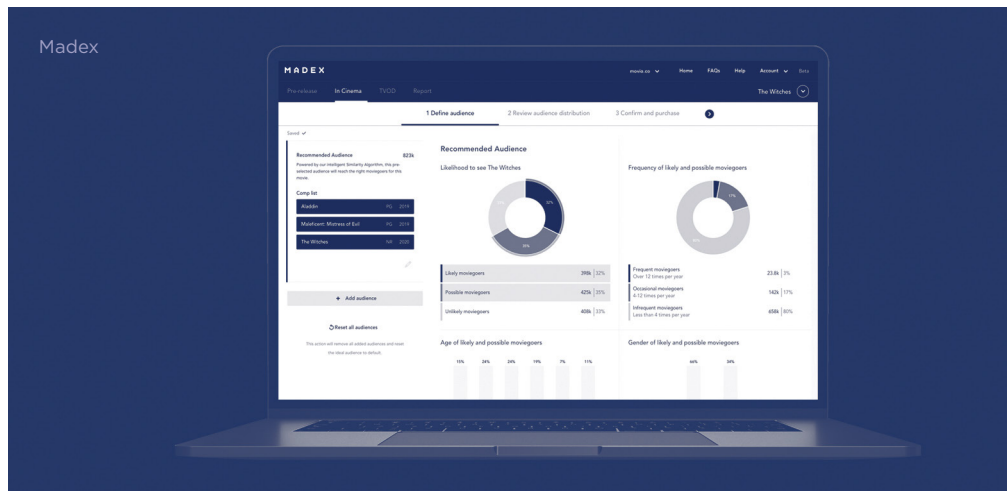 Madex
MADEX
movio.co
Home
FAQs
Help
Account
Beta
Pre-release
In Cinema
TVOD
Report
The Witches
1 Define audience
2 Review audience distribution
3 Confirm and purchase
Saved
Recommended Audience 823k
Powered by our intelligent Similarity Algorithm, this pre-
selected audience will reach the right moviegoers for this
movie.
Comp list
Aladdin PG 2019
Maleficent: Mistress of Evil PG 2019
The Witches NR 2020
+ Add audience
Reset all audiences
This action will remove all added audiences and reset
the ideal audience to default.
Recommended Audience
Likelihood to see The Witches
32%
35%
Likely moviegoers 398k 32%
Possible moviegoers 425k 35%
Unlikely moviegoers 408k 33%
Age of likely and possible moviegoers
15% 24% 24% 19% 7% 11%
Frequency of likely and possible moviegoers
17%
Frequent moviegoers
Over 12 times per year
23.8k 3%
Occasional moviegoers
4-12 times per year
142k 17%
Infrequent moviegoers
Less than 4 times per year
658k 80%
Gender of likely and possible moviegoers
66% 34%